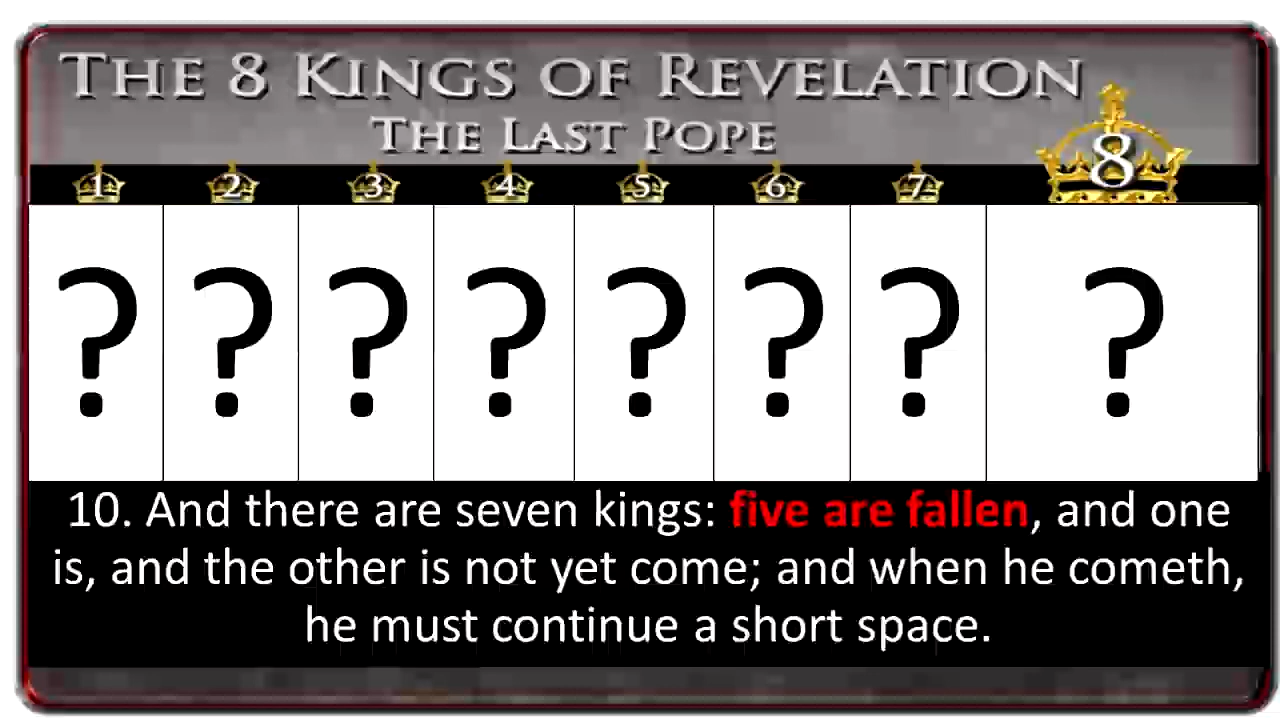 THE 8 KINGS OF REVELATION
THE LAST POPE
1 2 3 4 5 6 7 8
? ? ? ? ? ? ? ?
10. And there are seven kings: five are fallen, and one
is, and the other is not yet come; and when he cometh,
he must continue a short space.